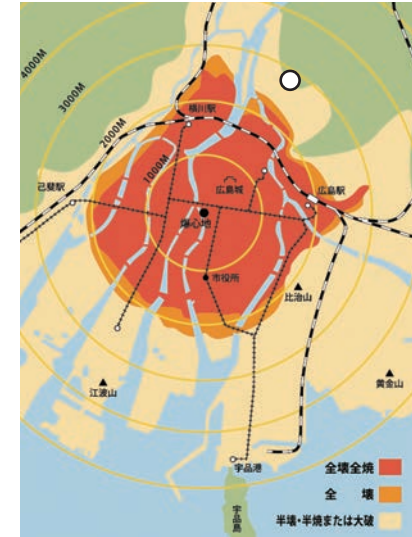 4000M
3000M
2000M
1000M
横川駅
己斐駅
広島城
広島駅
爆心地
市役所
比治山
江波山
黄金山
宇品港
宇品島
全壊全焼
全　壊
半壊・半焼または大破